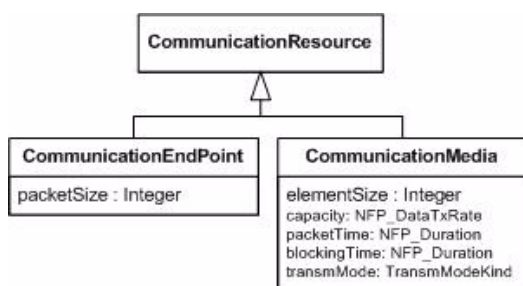 CommunicationResource
CommunicationEndPoint
packetSize : Integer
CommunicationMedia
elementSize : Integer
capacity: NFP_DataTxRate
packetTime: NFP_Duration
blockingTime: NFP_Duration
transmMode: TransmModeKind